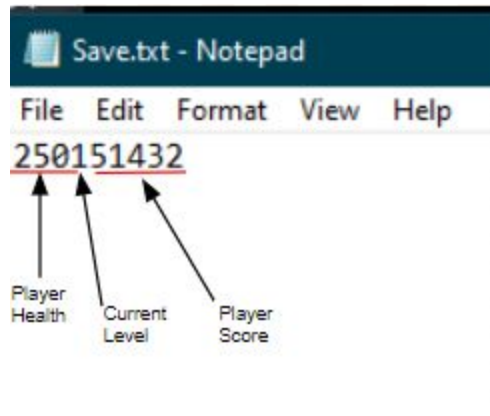 Save.txt - Notepad
File Edit Format View Help
250151432
Player Health
Current Level
Player Score